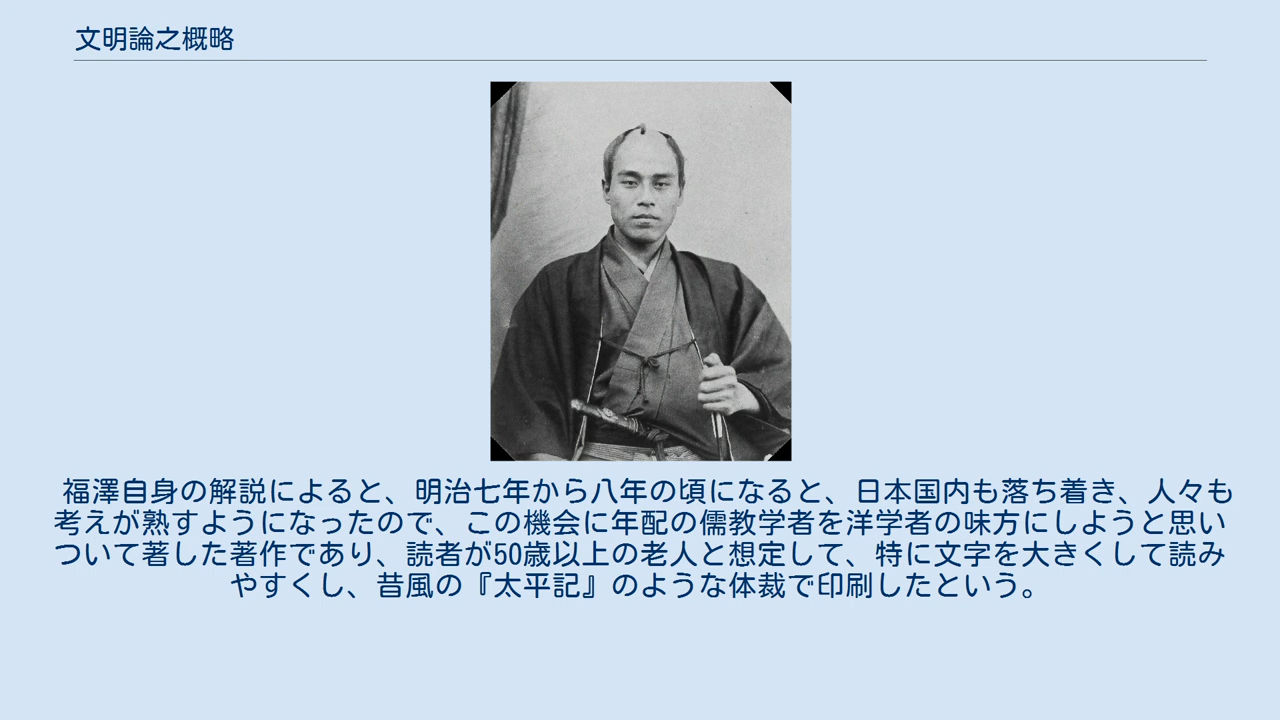 文明論之概略
福澤自身の解説によると、明治七年から八年の頃になると、日本国内も落ち着き、人々も
考えが熟すようになったので、この機会に年配の儒教学者を洋学者の味方にしようと思い
ついて著した著作であり、読者が50歳以上の老人と想定して、特に文字を大きくして読み
やすくし、昔風の『太平記』のような体裁で印刷したという。